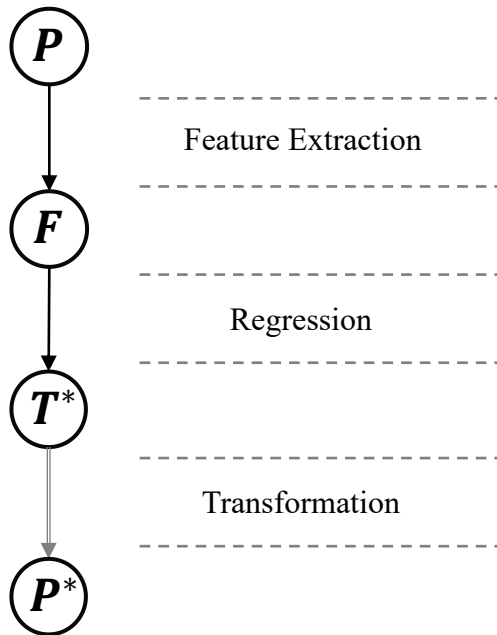 P
Feature Extraction
F
Regression
T*
Transformation
P*